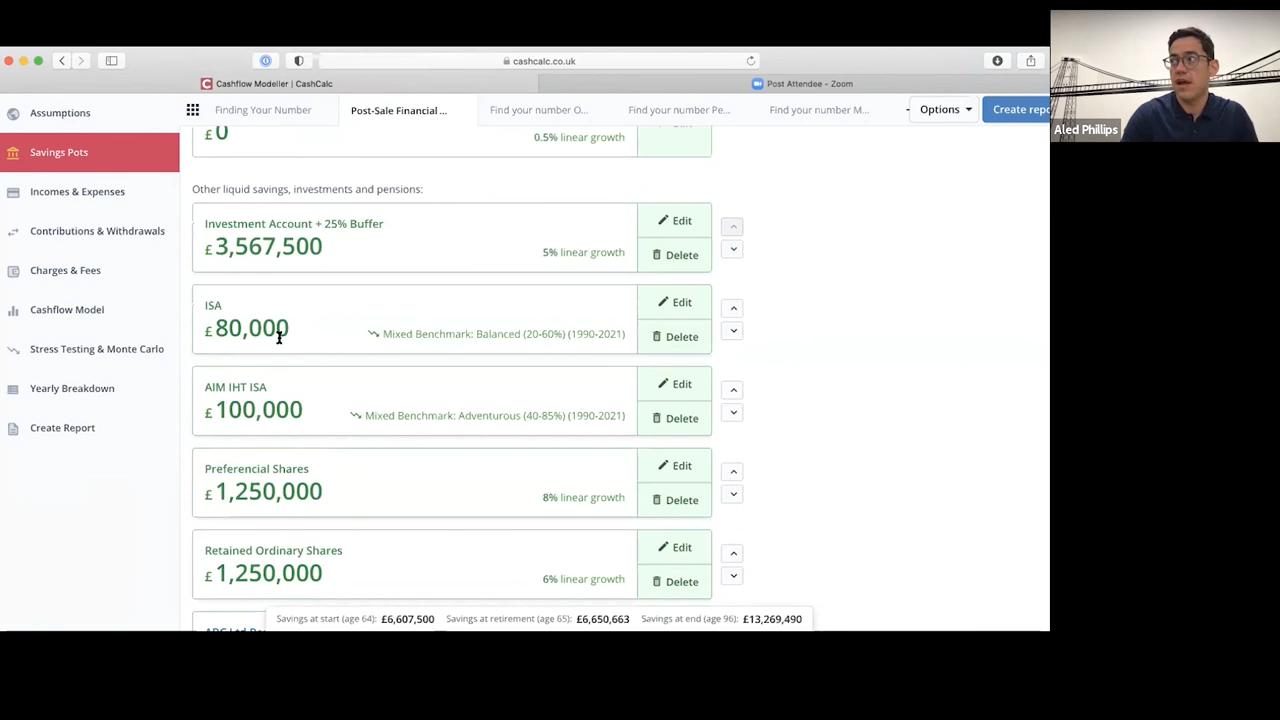 cashcalc.co.uk
Cashflow Modeller | CashCalc
Post Attendee - Zoom
Assumptions
Finding Your Number
Post-Sale Financial ...
Find your number O...
Find your number Pe...
Find your number M...
Options
Create repo
Aled Phillips
Savings Pots
£ 0
0.5% linear growth
Incomes & Expenses
Other liquid savings, investments and pensions:
Contributions & Withdrawals
Investment Account + 25% Buffer
£ 3,567,500
5% linear growth
Edit
Delete
Charges & Fees
Cashflow Model
ISA
£ 80,000
Mixed Benchmark: Balanced (20-60%) (1990-2021)
Edit
Delete
Stress Testing & Monte Carlo
Yearly Breakdown
AIM IHT ISA
£ 100,000
Mixed Benchmark: Adventurous (40-85%) (1990-2021)
Edit
Delete
Create Report
Preferencial Shares
£ 1,250,000
8% linear growth
Edit
Delete
Retained Ordinary Shares
£ 1,250,000
6% linear growth
Edit
Delete
Savings at start (age 64): £6,607,500 Savings at retirement (age 65): £6,650,663 Savings at end (age 96): £13,269,490